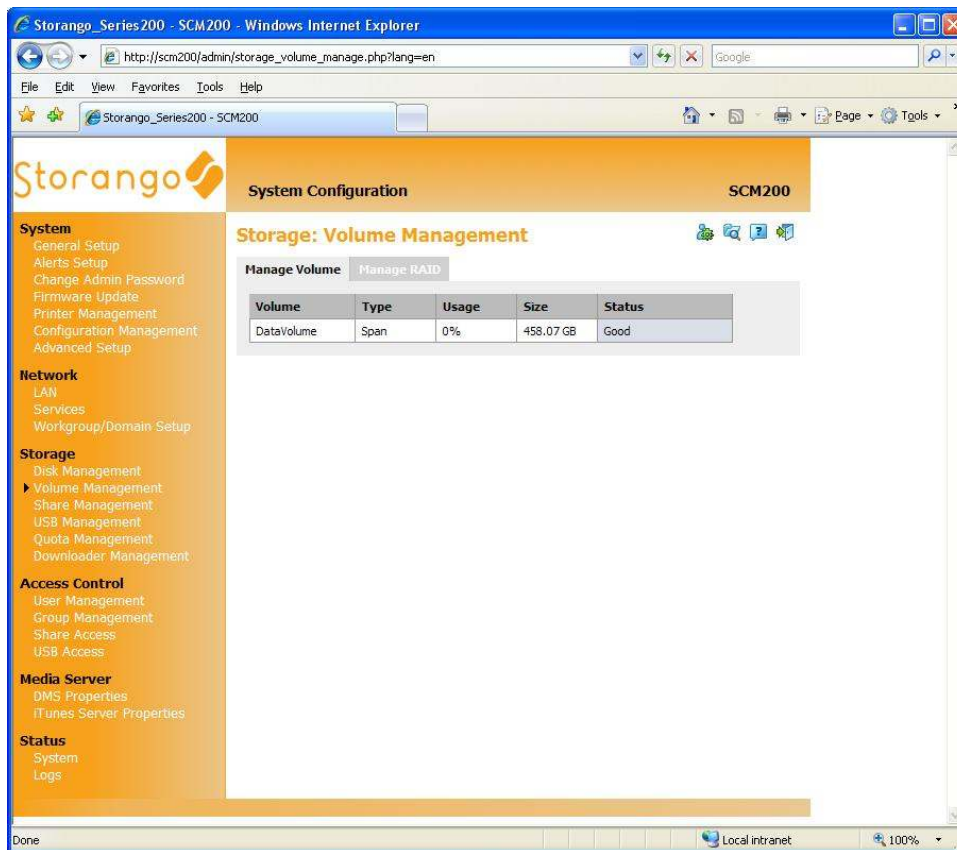 Storango_Series200 - SCM200 - Windows Internet Explorer
http://scm200/admin/storage_volume_manage.php?lang=en
Google
File Edit View Favorites Tools Help
Storango_Series200 - SCM200
Page Tools
Storango
System Configuration
SCM200
System
General Setup
Alerts Setup
Change Admin Password
Firmware Update
Printer Management
Configuration Management
Advanced Setup
Network
LAN
Services
Workgroup/Domain Setup
Storage
Disk Management
Volume Management
Share Management
USB Management
Quota Management
Downloader Management
Access Control
User Management
Group Management
Share Access
USB Access
Media Server
DMS Properties
iTunes Server Properties
Status
System
Logs
Storage: Volume Management
Manage Volume Manage RAID
Volume Type Usage Size Status
DataVolume Span 0% 458.07 GB Good
Done
Local intranet
100%